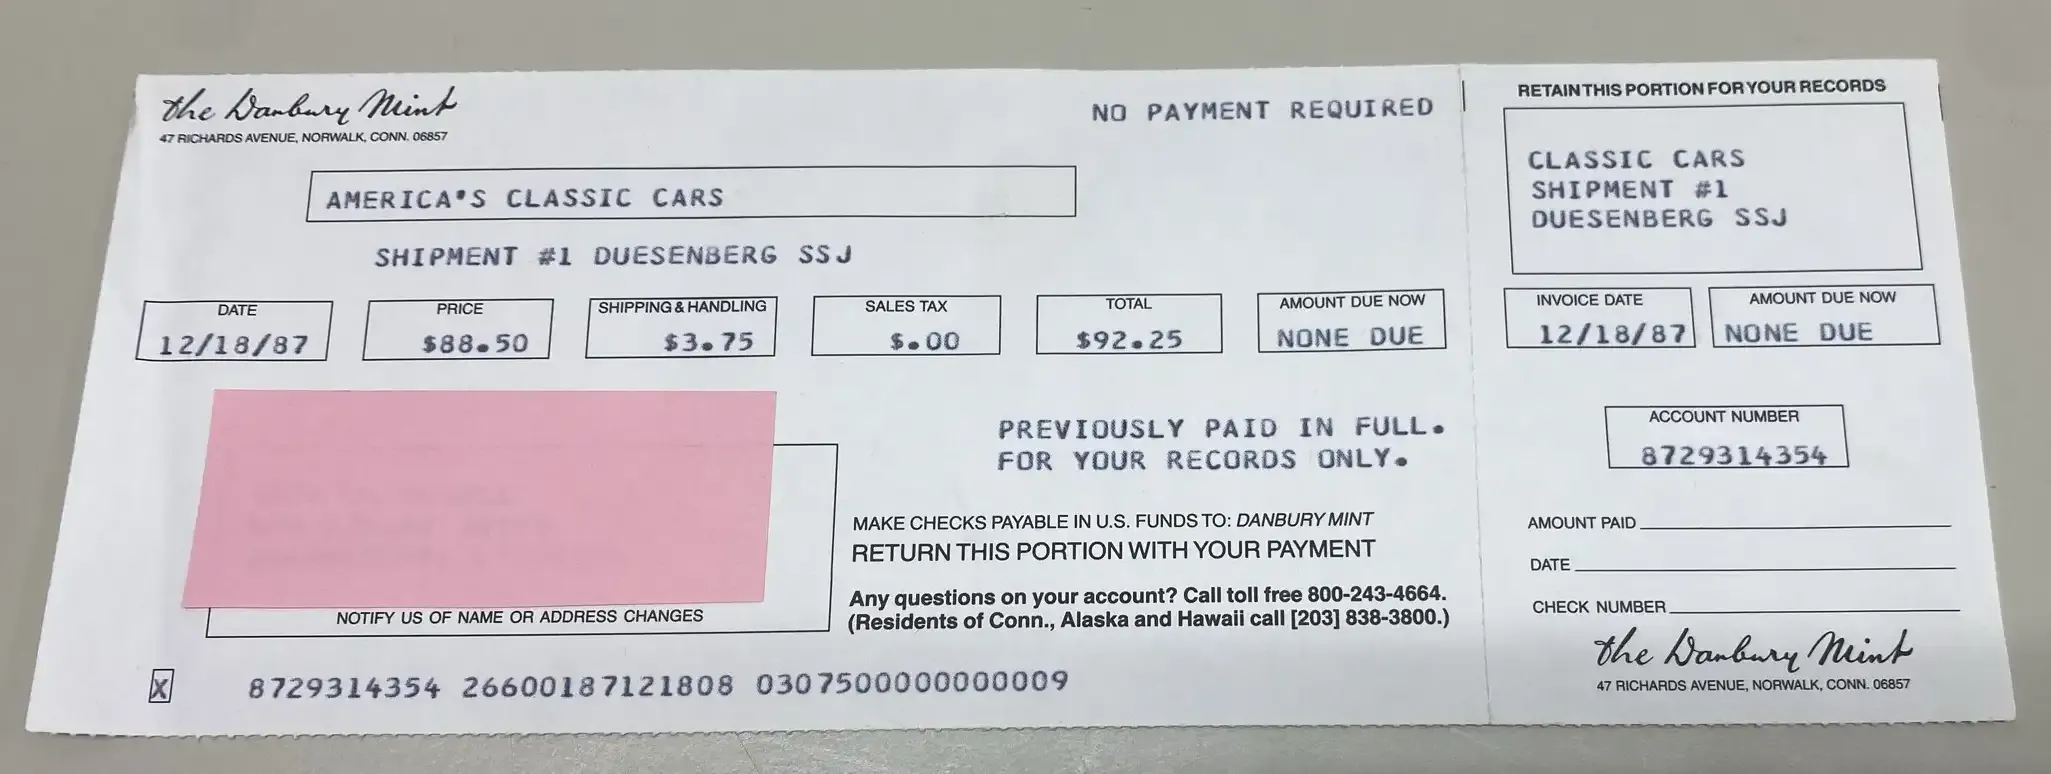 The Danbury Mint
47 RICHARDS AVENUE, NORWALK, CONN. 06857
NO PAYMENT REQUIRED
AMERICA'S CLASSIC CARS
SHIPMENT #1 DUESENBERG SSJ
DATE PRICE SHIPPING & HANDLING SALES TAX TOTAL AMOUNT DUE NOW
12/18/87 $88.50 $3.75 $.00 $92.25 NONE DUE
PREVIOUSLY PAID IN FULL.
FOR YOUR RECORDS ONLY.
MAKE CHECKS PAYABLE IN U.S. FUNDS TO: DANBURY MINT
RETURN THIS PORTION WITH YOUR PAYMENT
Any questions on your account? Call toll free 800-243-4664.
(Residents of Conn., Alaska and Hawaii call [203] 838-3800.)
NOTIFY US OF NAME OR ADDRESS CHANGES
X 8729314354 26600187121808 0307500000000009
RETAIN THIS PORTION FOR YOUR RECORDS
CLASSIC CARS
SHIPMENT #1
DUESENBERG SSJ
INVOICE DATE AMOUNT DUE NOW
12/18/87 NONE DUE
ACCOUNT NUMBER
8729314354
AMOUNT PAID
DATE
CHECK NUMBER
The Danbury Mint
47 RICHARDS AVENUE, NORWALK, CONN. 06857